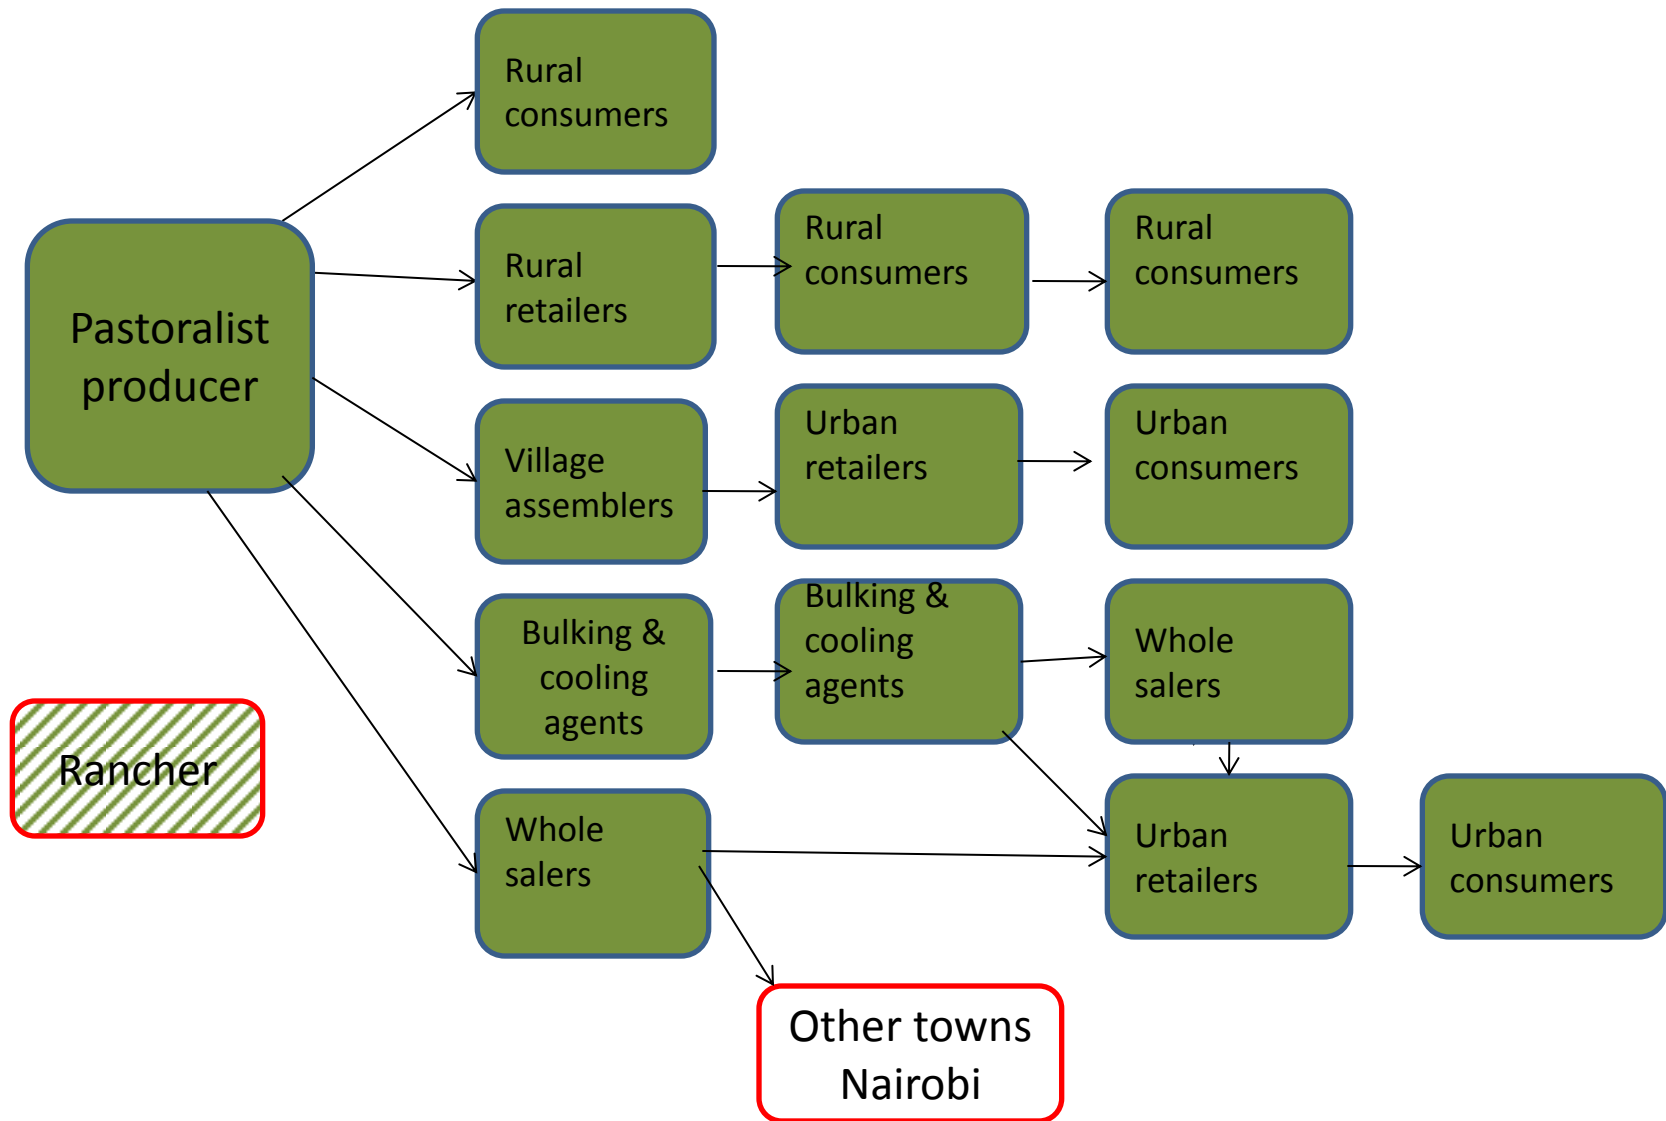 Rural
consumers
Rural
retailers
Rural
consumers
Rural
consumers
Pastoralist
producer
Village
assemblers
Urban
retailers
Urban
consumers
Bulking &
cooling
agents
Bulking &
cooling
agents
Whole
salers
Rancher
Whole
salers
Urban
retailers
Urban
consumers
Other towns
Nairobi